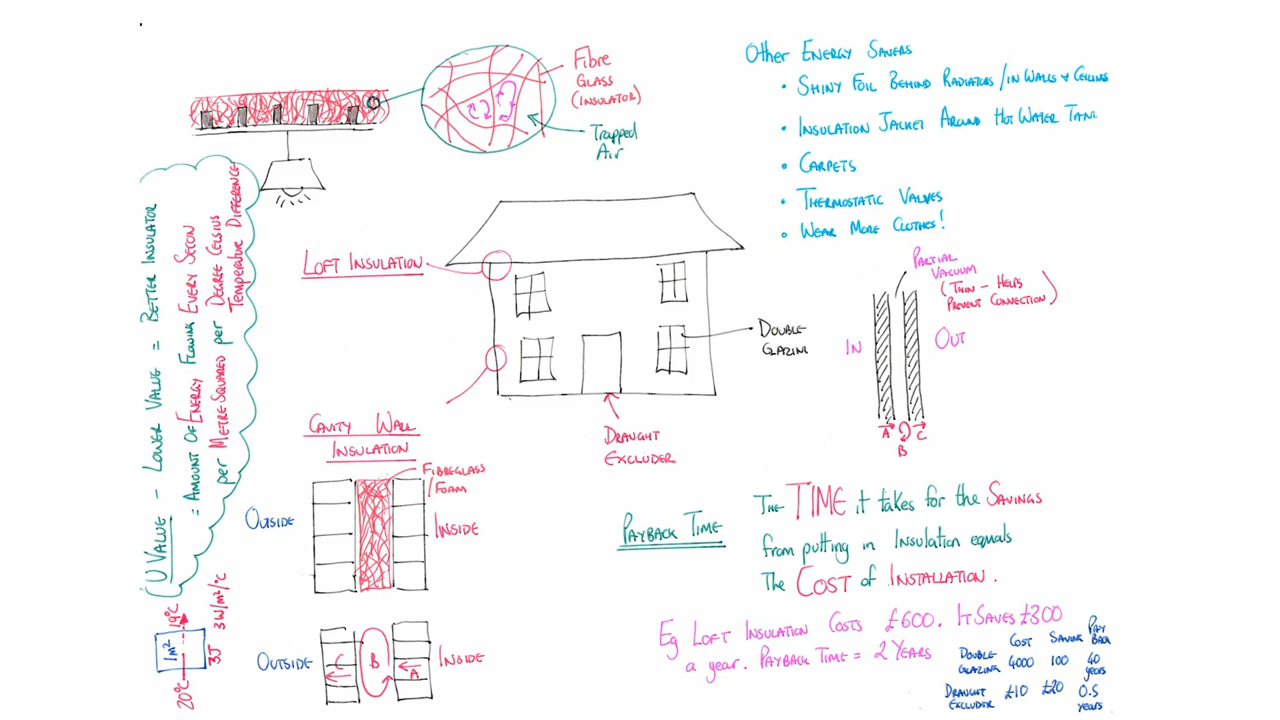 Fibre
Glass
(Insulator)
Trapped
Air
Other Energy Savers
• Shiny Foil Behind Radiators / in Walls + Ceilings
• Insulation Jacket Around Hot Water Tank
• Carpets
• Thermostatic Valves
• Wear More Clothes!
U Value - Lower Value = Better Insulator
= Amount Of Energy Flowing Every Secon
per Metre Squared per Degree Celsius
Temperature Difference
20°C
1m²
19°C
3J
3W/m²/°C
Loft Insulation
Double
Glazing
Draught
Excluder
Partial
Vacuum
(Thin - Helps
Prevent Convection)
In
Out
A
B
C
Cavity Wall
Insulation
Fibreglass
/Foam
Outside
Inside
Outside
C
B
A
Inside
Payback Time
The TIME it takes for the Savings
from putting in Insulation equals
The Cost of Installation.
Eg Loft Insulation Costs £600. It Saves £300
a year. Payback Time = 2 Years
Cost Saving Pay
Back
Double
Glazing 4000 100 40
years
Draught
Excluder £10 £20 0.5
years